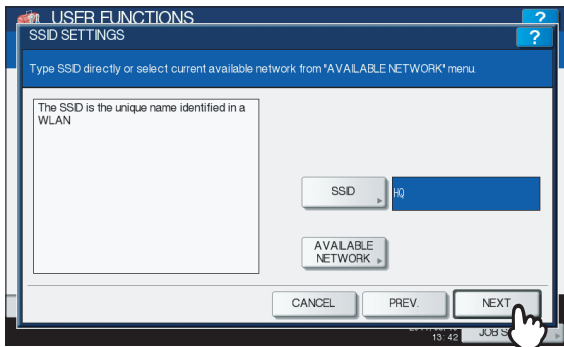 USER FUNCTIONS
?
SSID SETTINGS
?
Type SSID directly or select current available network from "AVAILABLE NETWORK" menu.
The SSID is the unique name identified in a
WLAN
SSID
HQ
AVAILABLE
NETWORK
CANCEL
PREV.
NEXT
13:42
JOB